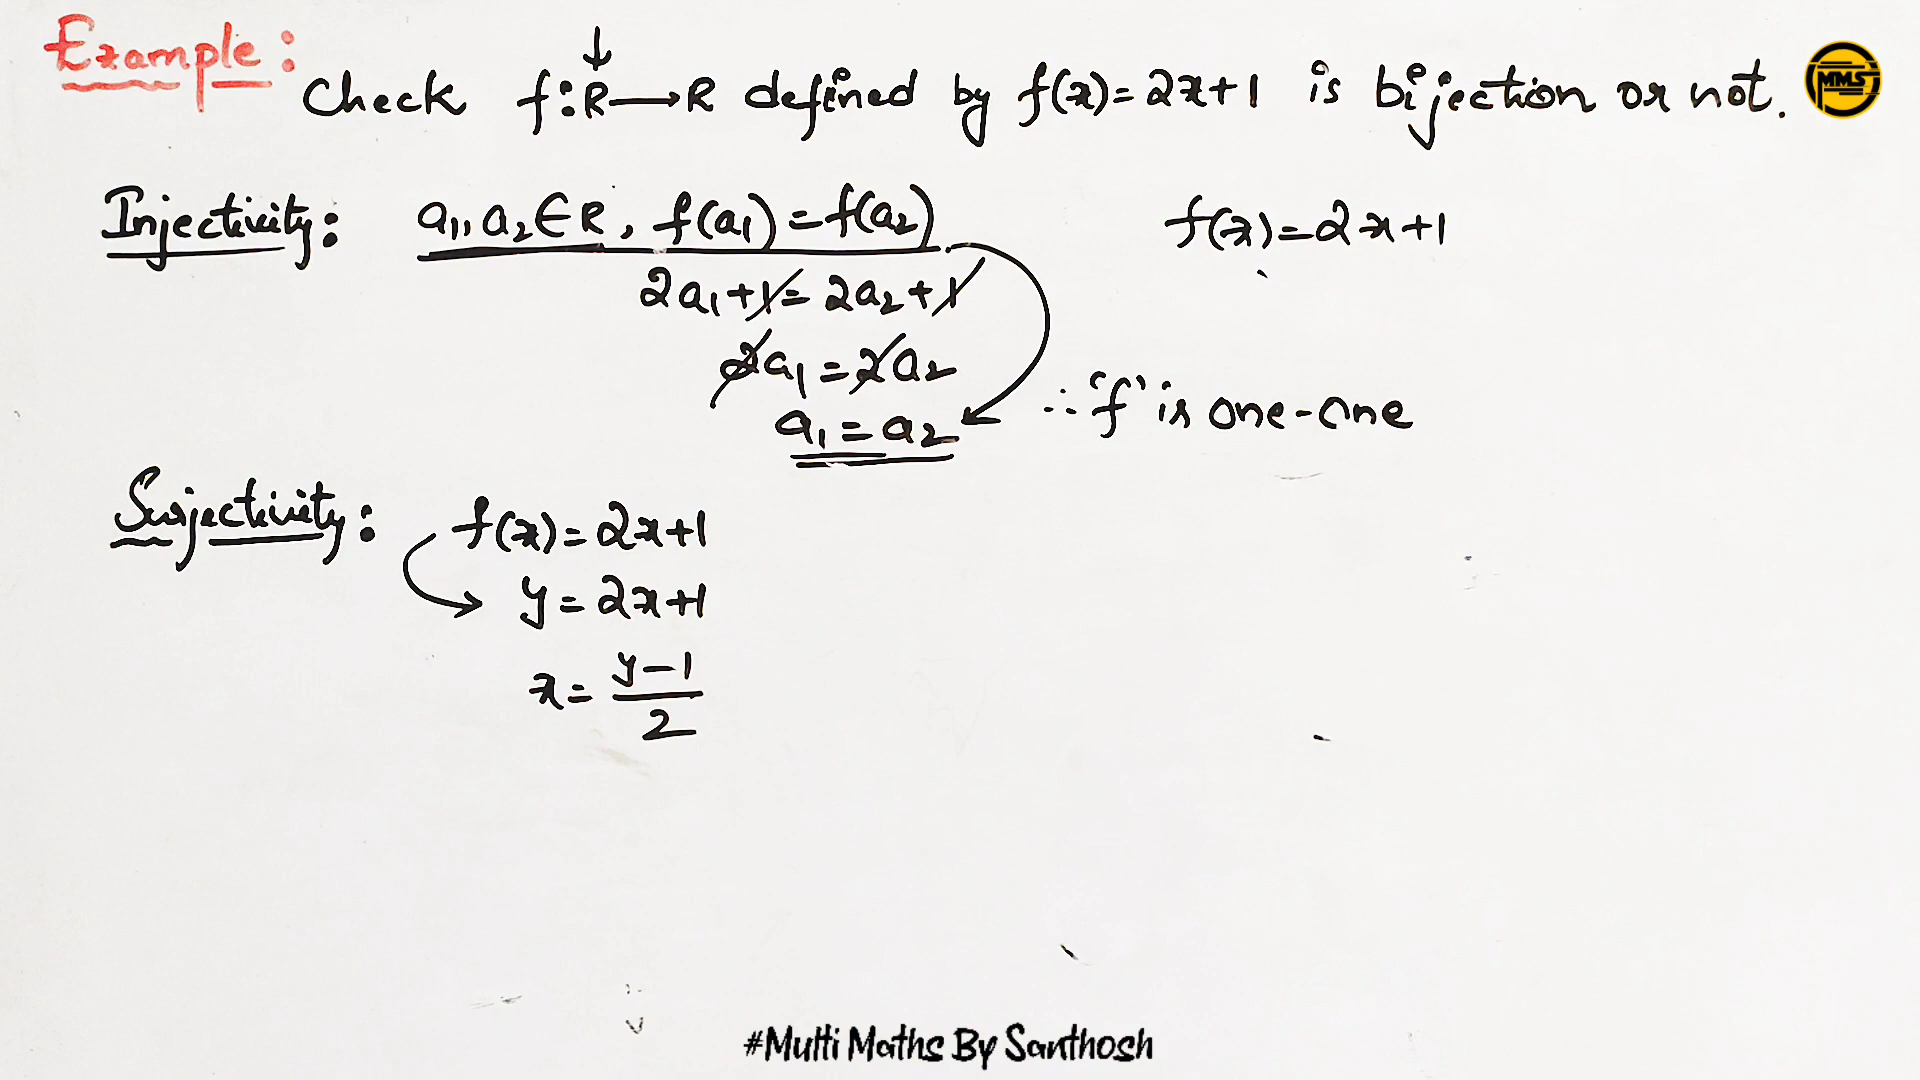 Example:
Check f:R→R defined by f(x)=2x+1 is bijection or not.
MMS
Injectivity: a₁, a₂∈R, f(a₁)=f(a₂)
f(x)=2x+1
2a₁+1=2a₂+1
2a₁=2a₂
a₁=a₂
∴ 'f' is one-one
Surjectivity: f(x)=2x+1
y=2x+1
x=(y-1)/2
#Multi Maths By Santhosh